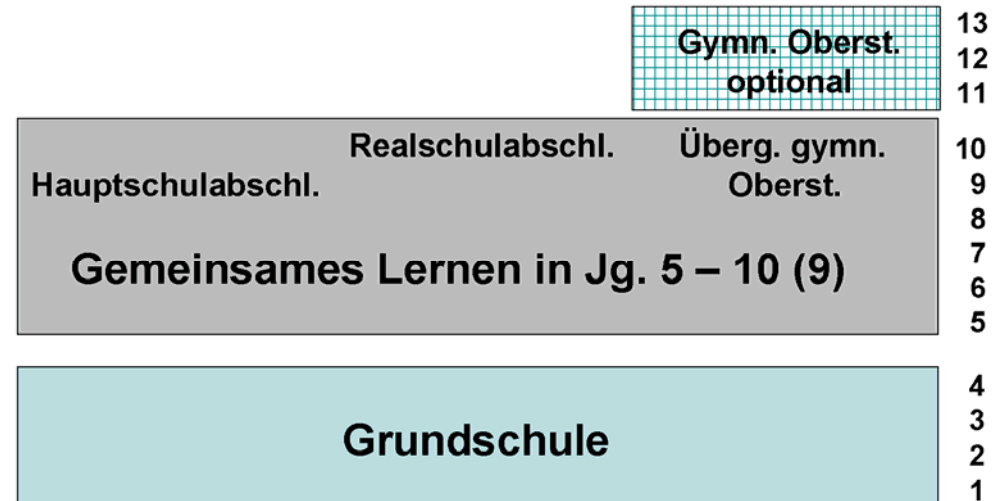 Gymn. Oberst.
optional
13
12
11
Realschulabschl.
Überg. gymn.
Hauptschulabschl.
Oberst.
Gemeinsames Lernen in Jg. 5 – 10 (9)
10
9
8
7
6
5
Grundschule
4
3
2
1